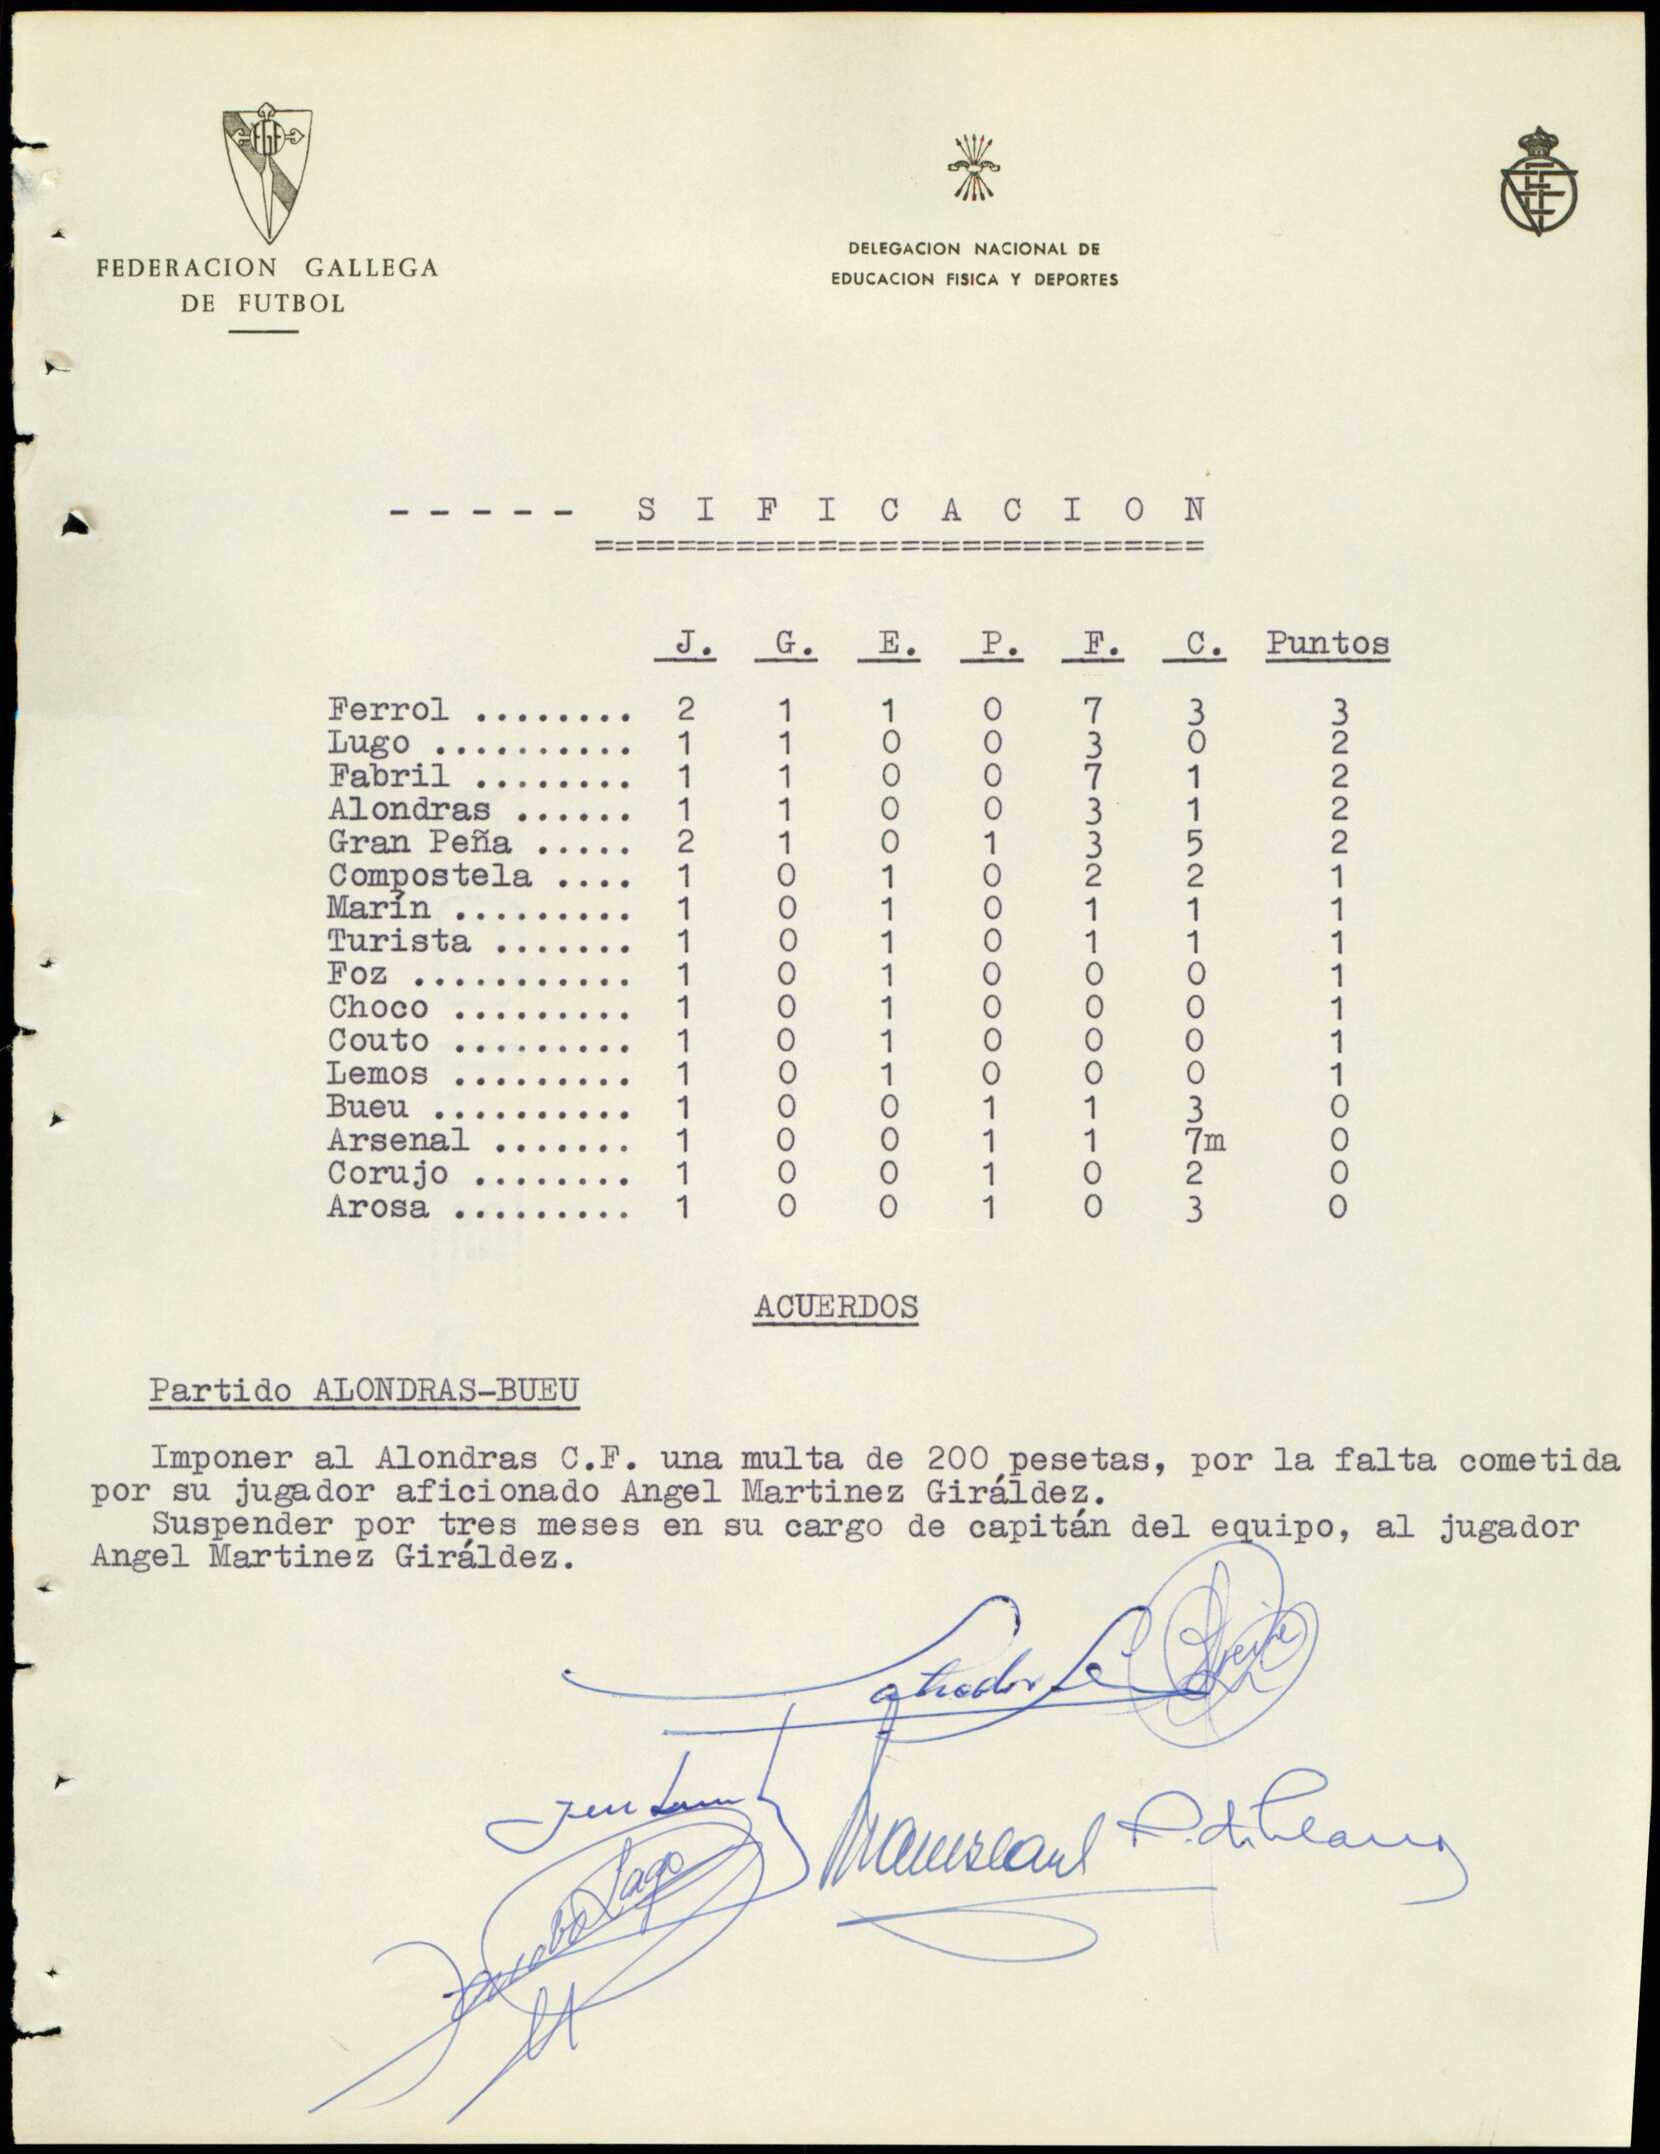 FGF
FEDERACION GALLEGA
DE FUTBOL
DELEGACION NACIONAL DE
EDUCACION FISICA Y DEPORTES
- - - - - S I F I C A C I O N
==============================
J. G. E. P. F. C. Puntos
Ferrol ........ 2 1 1 0 7 3 3
Lugo .......... 1 1 0 0 3 0 2
Fabril ........ 1 1 0 0 7 1 2
Alondras ...... 1 1 0 0 3 1 2
Gran Peña ..... 2 1 0 1 3 5 2
Compostela .... 1 0 1 0 2 2 1
Marín ......... 1 0 1 0 1 1 1
Turista ....... 1 0 1 0 1 1 1
Foz ........... 1 0 1 0 0 0 1
Choco ......... 1 0 1 0 0 0 1
Couto ......... 1 0 1 0 0 0 1
Lemos ......... 1 0 1 0 0 0 1
Bueu .......... 1 0 0 1 1 3 0
Arsenal ....... 1 0 0 1 1 7m 0
Corujo ........ 1 0 0 1 0 2 0
Arosa ......... 1 0 0 1 0 3 0
ACUERDOS
Partido ALONDRAS-BUEU
Imponer al Alondras C.F. una multa de 200 pesetas, por la falta cometida
por su jugador aficionado Angel Martinez Giráldez.
Suspender por tres meses en su cargo de capitán del equipo, al jugador
Angel Martinez Giráldez.
Lago